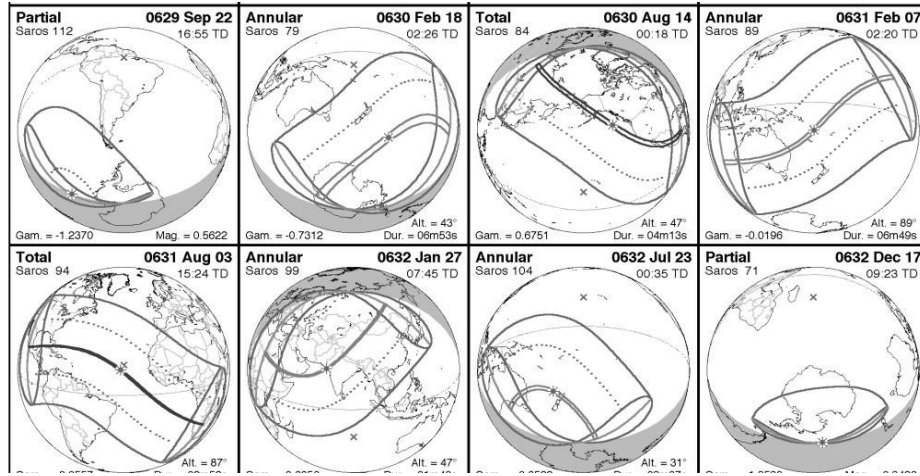 Partial 0629 Sep 22
Saros 112 16:55 TD
Gam. = -1.2370 Mag. = 0.5622
Annular 0630 Feb 18
Saros 79 02:26 TD
Alt. = 43°
Gam. = -0.7312 Dur. = 06m53s
Total 0630 Aug 14
Saros 84 00:18 TD
Alt. = 47°
Gam. = 0.6751 Dur. = 04m13s
Annular 0631 Feb 07
Saros 89 02:20 TD
Alt. = 89°
Gam. = -0.0196 Dur. = 06m49s
Total 0631 Aug 03
Saros 94 15:24 TD
Alt. = 87°
Annular 0632 Jan 27
Saros 99 07:45 TD
Alt. = 47°
Annular 0632 Jul 23
Saros 104 00:35 TD
Alt. = 31°
Partial 0632 Dec 17
Saros 71 09:23 TD